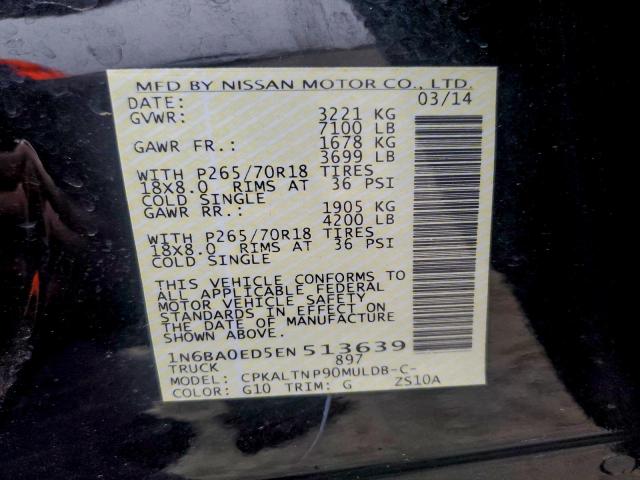 MFD BY NISSAN MOTOR CO., LTD.
DATE: 03/14
GVWR: 3221 KG
7100 LB
GAWR FR.: 1678 KG
3699 LB
WITH P265/70R18 TIRES
18X8.0 RIMS AT 36 PSI
COLD SINGLE
GAWR RR.: 1905 KG
4200 LB
WITH P265/70R18 TIRES
18X8.0 RIMS AT 36 PSI
COLD SINGLE
THIS VEHICLE CONFORMS TO
ALL APPLICABLE FEDERAL
MOTOR VEHICLE SAFETY
STANDARDS IN EFFECT ON
THE DATE OF MANUFACTURE
SHOWN ABOVE.
1N6BA0ED5EN 513639
TRUCK 897
MODEL: CPKALTNP90MULDB-C-
COLOR: G10 TRIM: G ZS10A